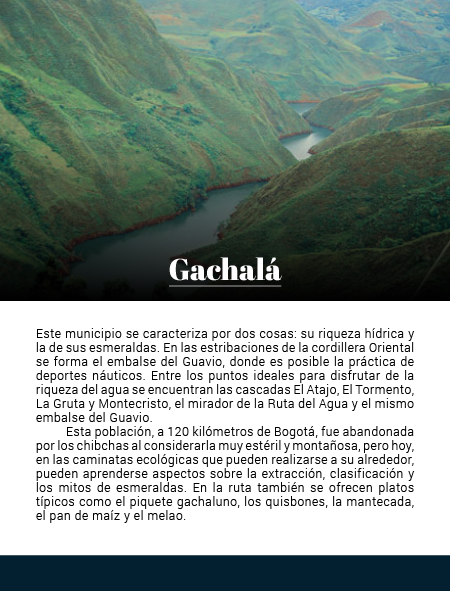 Gachalá
Este municipio se caracteriza por dos cosas: su riqueza hídrica y
la de sus esmeraldas. En las estribaciones de la cordillera Oriental
se forma el embalse del Guavio, donde es posible la práctica de
deportes náuticos. Entre los puntos ideales para disfrutar de la
riqueza del agua se encuentran las cascadas El Atajo, El Tormento,
La Gruta y Montecristo, el mirador de la Ruta del Agua y el mismo
embalse del Guavio.
Esta población, a 120 kilómetros de Bogotá, fue abandonada
por los chibchas al considerarla muy estéril y montañosa, pero hoy,
en las caminatas ecológicas que pueden realizarse a su alrededor,
pueden aprenderse aspectos sobre la extracción, clasificación y
los mitos de esmeraldas. En la ruta también se ofrecen platos
típicos como el piquete gachaluno, los quisbones, la mantecada,
el pan de maíz y el melao.